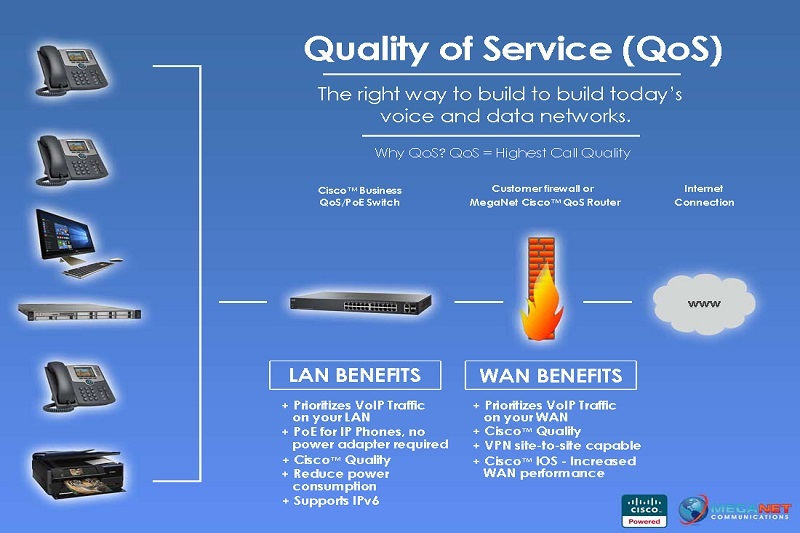 Quality of Service (QoS)
The right way to build to build today's
voice and data networks.
Why QoS? QoS = Highest Call Quality
Cisco™ Business
QoS/PoE Switch
Customer firewall or
MegaNet Cisco™ QoS Router
Internet
Connection
www
LAN BENEFITS
+ Prioritizes VoIP Traffic
on your LAN
+ PoE for IP Phones, no
power adapter required
+ Cisco™ Quality
+ Reduce power
consumption
+ Supports IPv6
WAN BENEFITS
+ Prioritizes VoIP Traffic
on your WAN
+ Cisco™ Quality
+ VPN site-to-site capable
+ Cisco™ IOS - Increased
WAN performance
CISCO
Powered
MEGANET
COMMUNICATIONS